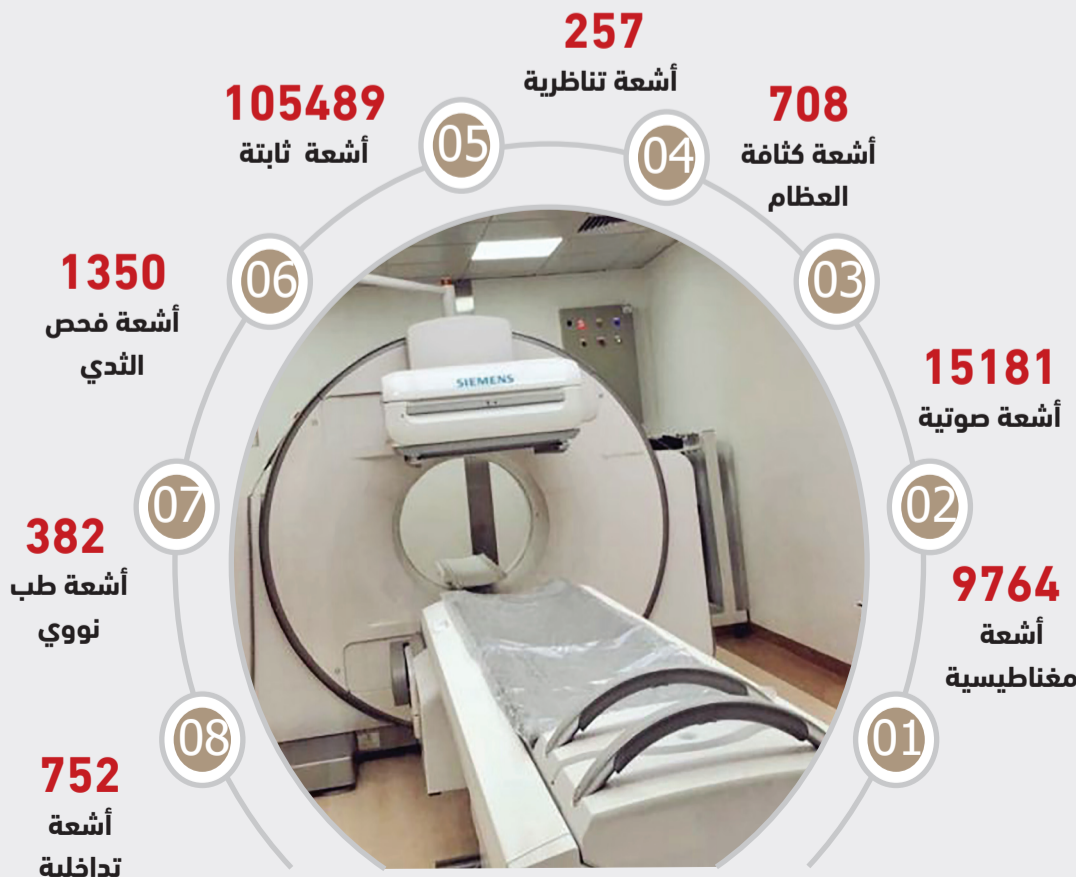 257
أشعة تناظرية
04
708
أشعة كثافة
العظام
03
15181
أشعة صوتية
02
9764
أشعة
مغناطيسية
01
105489
أشعة ثابتة
05
1350
أشعة فحص
الثدي
06
382
أشعة طب
نووي
07
752
أشعة
تداخلية
08
SIEMENS